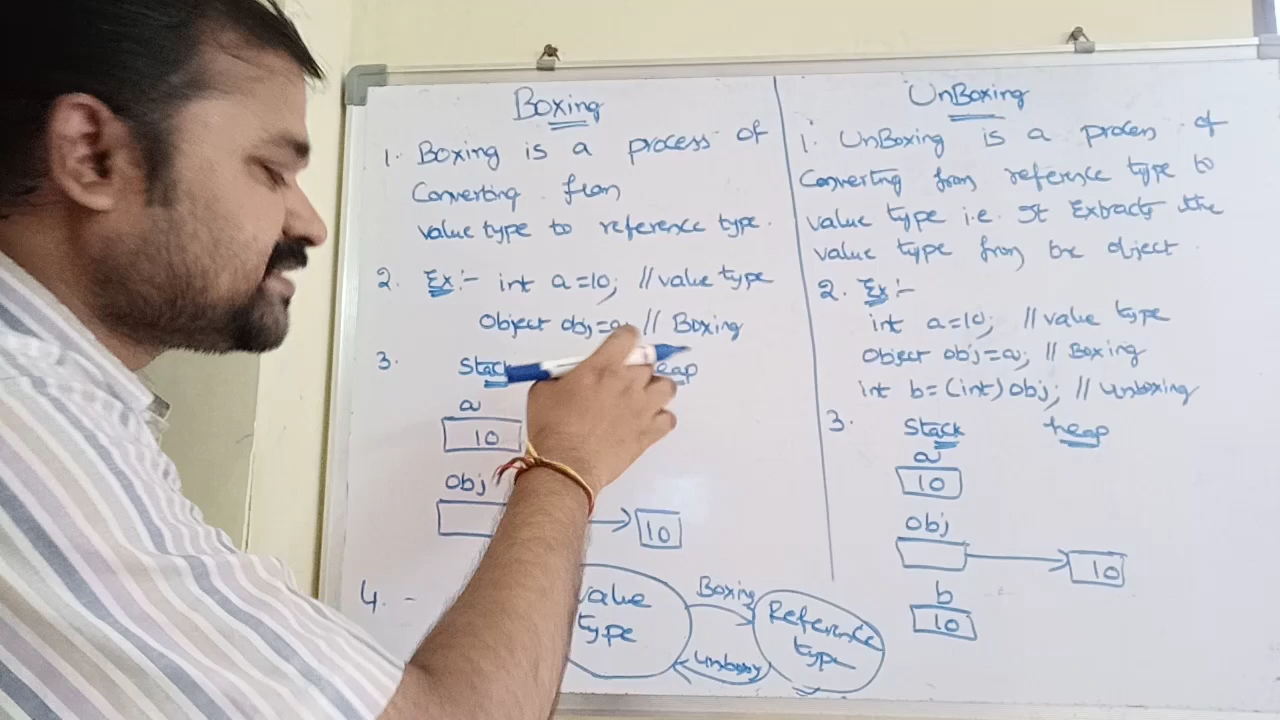 Boxing
1. Boxing is a process of
Converting from
value type to reference type.
2. Ex:- int a=10; // value type
Object obj=a; // Boxing
3. Stack heap
a
10
obj
10
4. -
value
type
Boxing
Unboxing
Reference
type
UnBoxing
1. UnBoxing is a process of
Converting from reference type to
value type i.e. It Extracts the
value type from the object.
2. Ex:-
int a=10; // value type
Object obj=a; // Boxing
int b=(int) obj; // unboxing
3. Stack heap
a
10
obj
10
b
10